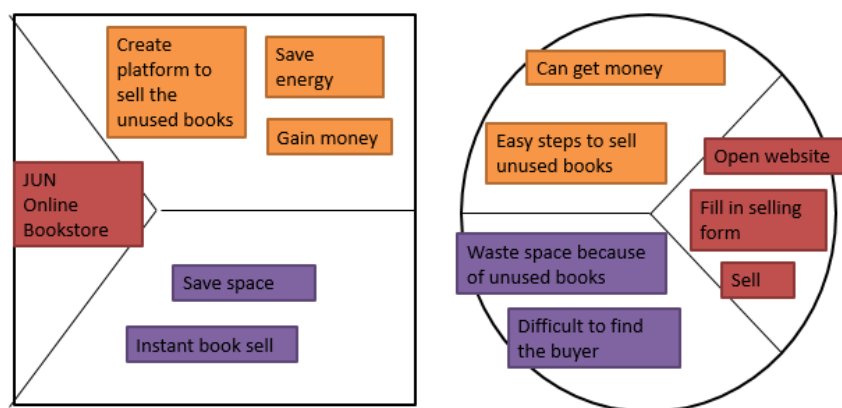 Create
platform to
sell the
unused books
Save
energy
Gain money
JUN
Online
Bookstore
Save space
Instant book sell
Can get money
Easy steps to sell
unused books
Open website
Fill in selling
form
Sell
Waste space because
of unused books
Difficult to find
the buyer